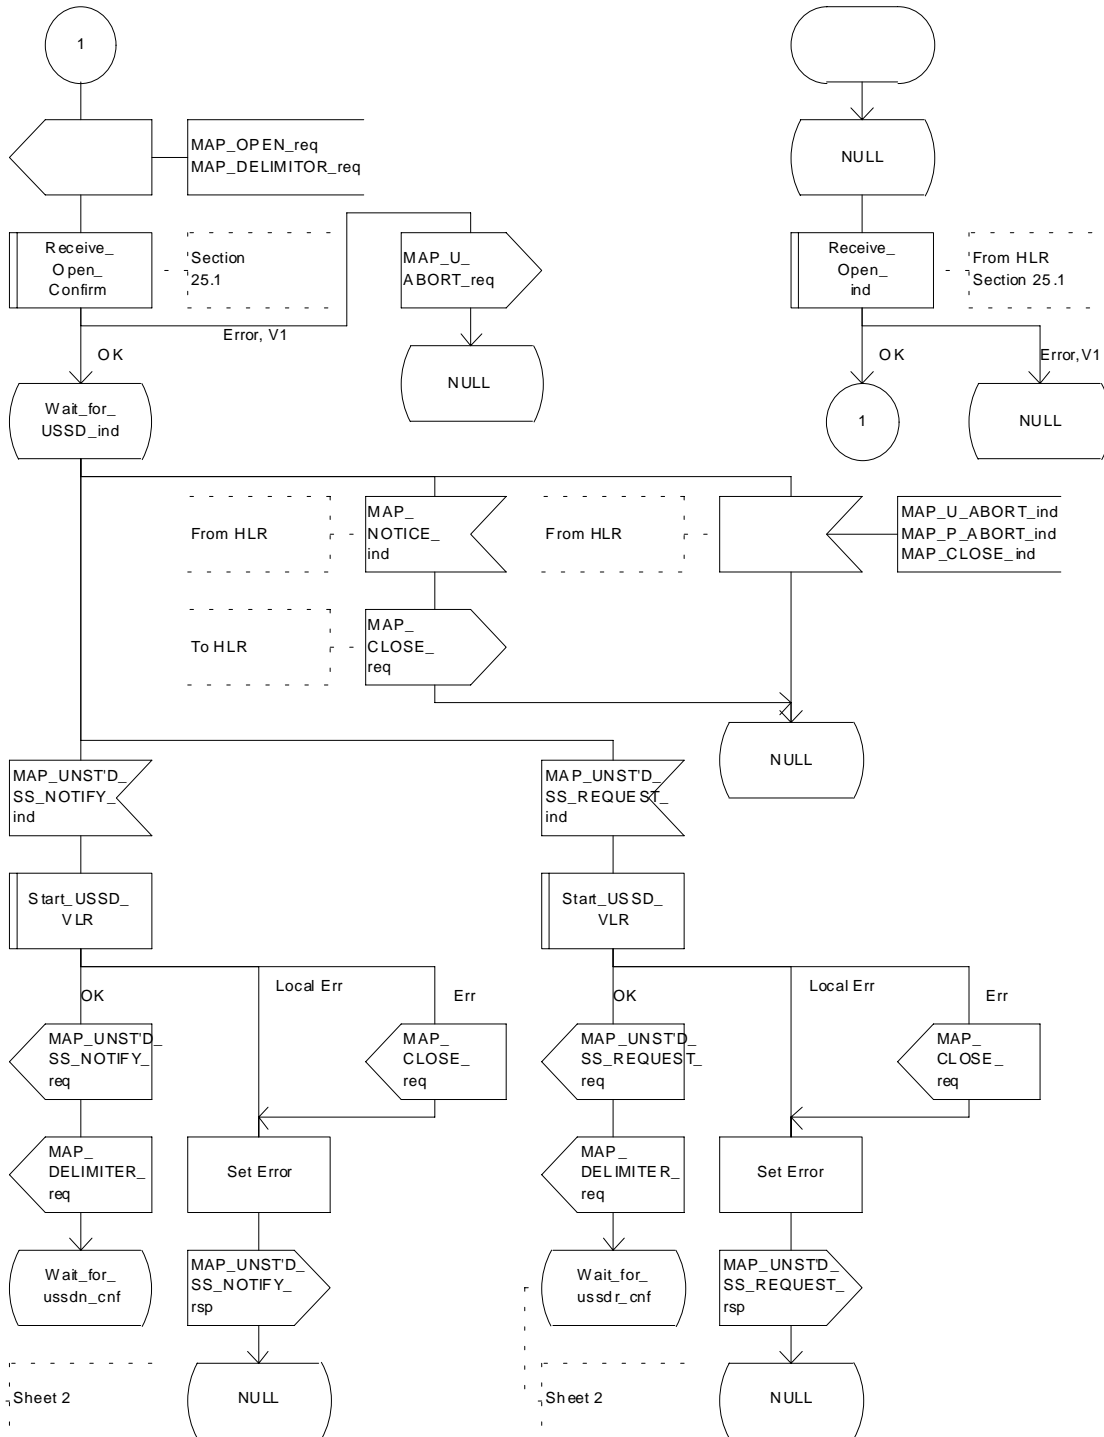 1
MAP_OPEN_req
MAP_DELIMITOR_req
NULL
Receive_
Open_
Confirm
Section
25.1
MAP_U_
ABORT_req
Receive_
Open_
ind
From HLR
Section 25.1
Error, V1
OK
NULL
OK
Error,V1
Wait_for_
USSD_ind
1
NULL
From HLR
MAP_
NOTICE_
ind
From HLR
MAP_U_ABORT_ind
MAP_P_ABORT_ind
MAP_CLOSE_ind
To HLR
MAP_
CLOSE_
req
NULL
MAP_UNST'D_
SS_NOTIFY_
ind
MAP_UNST'D_
SS_REQUEST_
ind
Start_USSD_
VLR
Start_USSD_
VLR
OK
Local Err
Err
OK
Local Err
Err
MAP_UNST'D_
SS_NOTIFY_
req
MAP_
CLOSE_
req
MAP_UNST'D_
SS_REQUEST_
req
MAP_
CLOSE_
req
MAP_
DELIMITER_
req
Set Error
MAP_
DELIMITER_
req
Set Error
Wait_for_
ussdn_cnf
MAP_UNST'D_
SS_NOTIFY_
rsp
Wait_for_
ussdr_cnf
MAP_UNST'D_
SS_REQUEST_
rsp
Sheet 2
NULL
Sheet 2
NULL